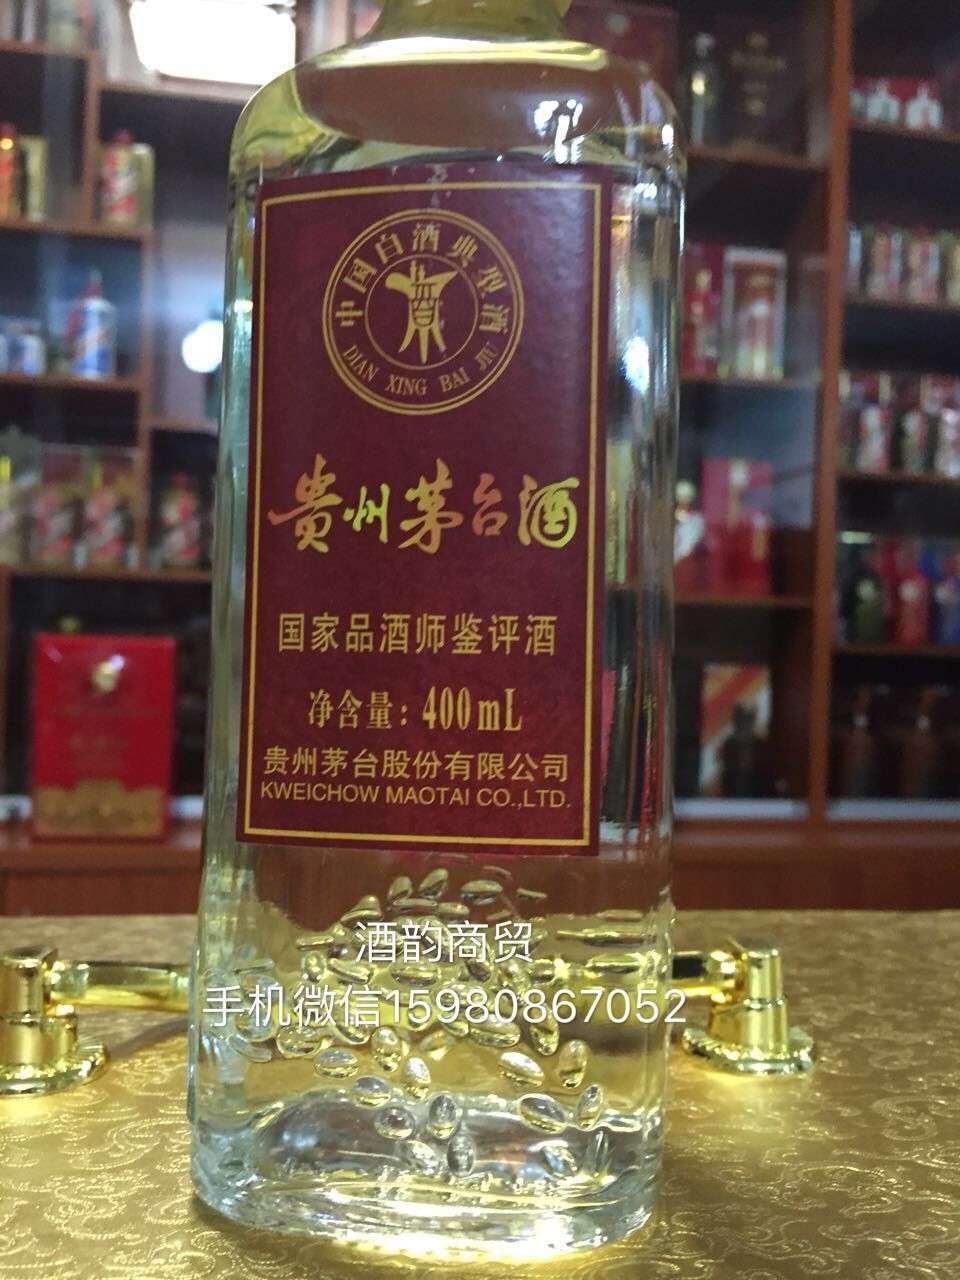 中国白酒典型酒
DIAN XING BAI JIU
贵州茅台酒
国家品酒师鉴评酒
净含量：400mL
贵州茅台股份有限公司
KWEICHOW MAOTAI CO.,LTD.
酒韵商贸
手机微信15980867052